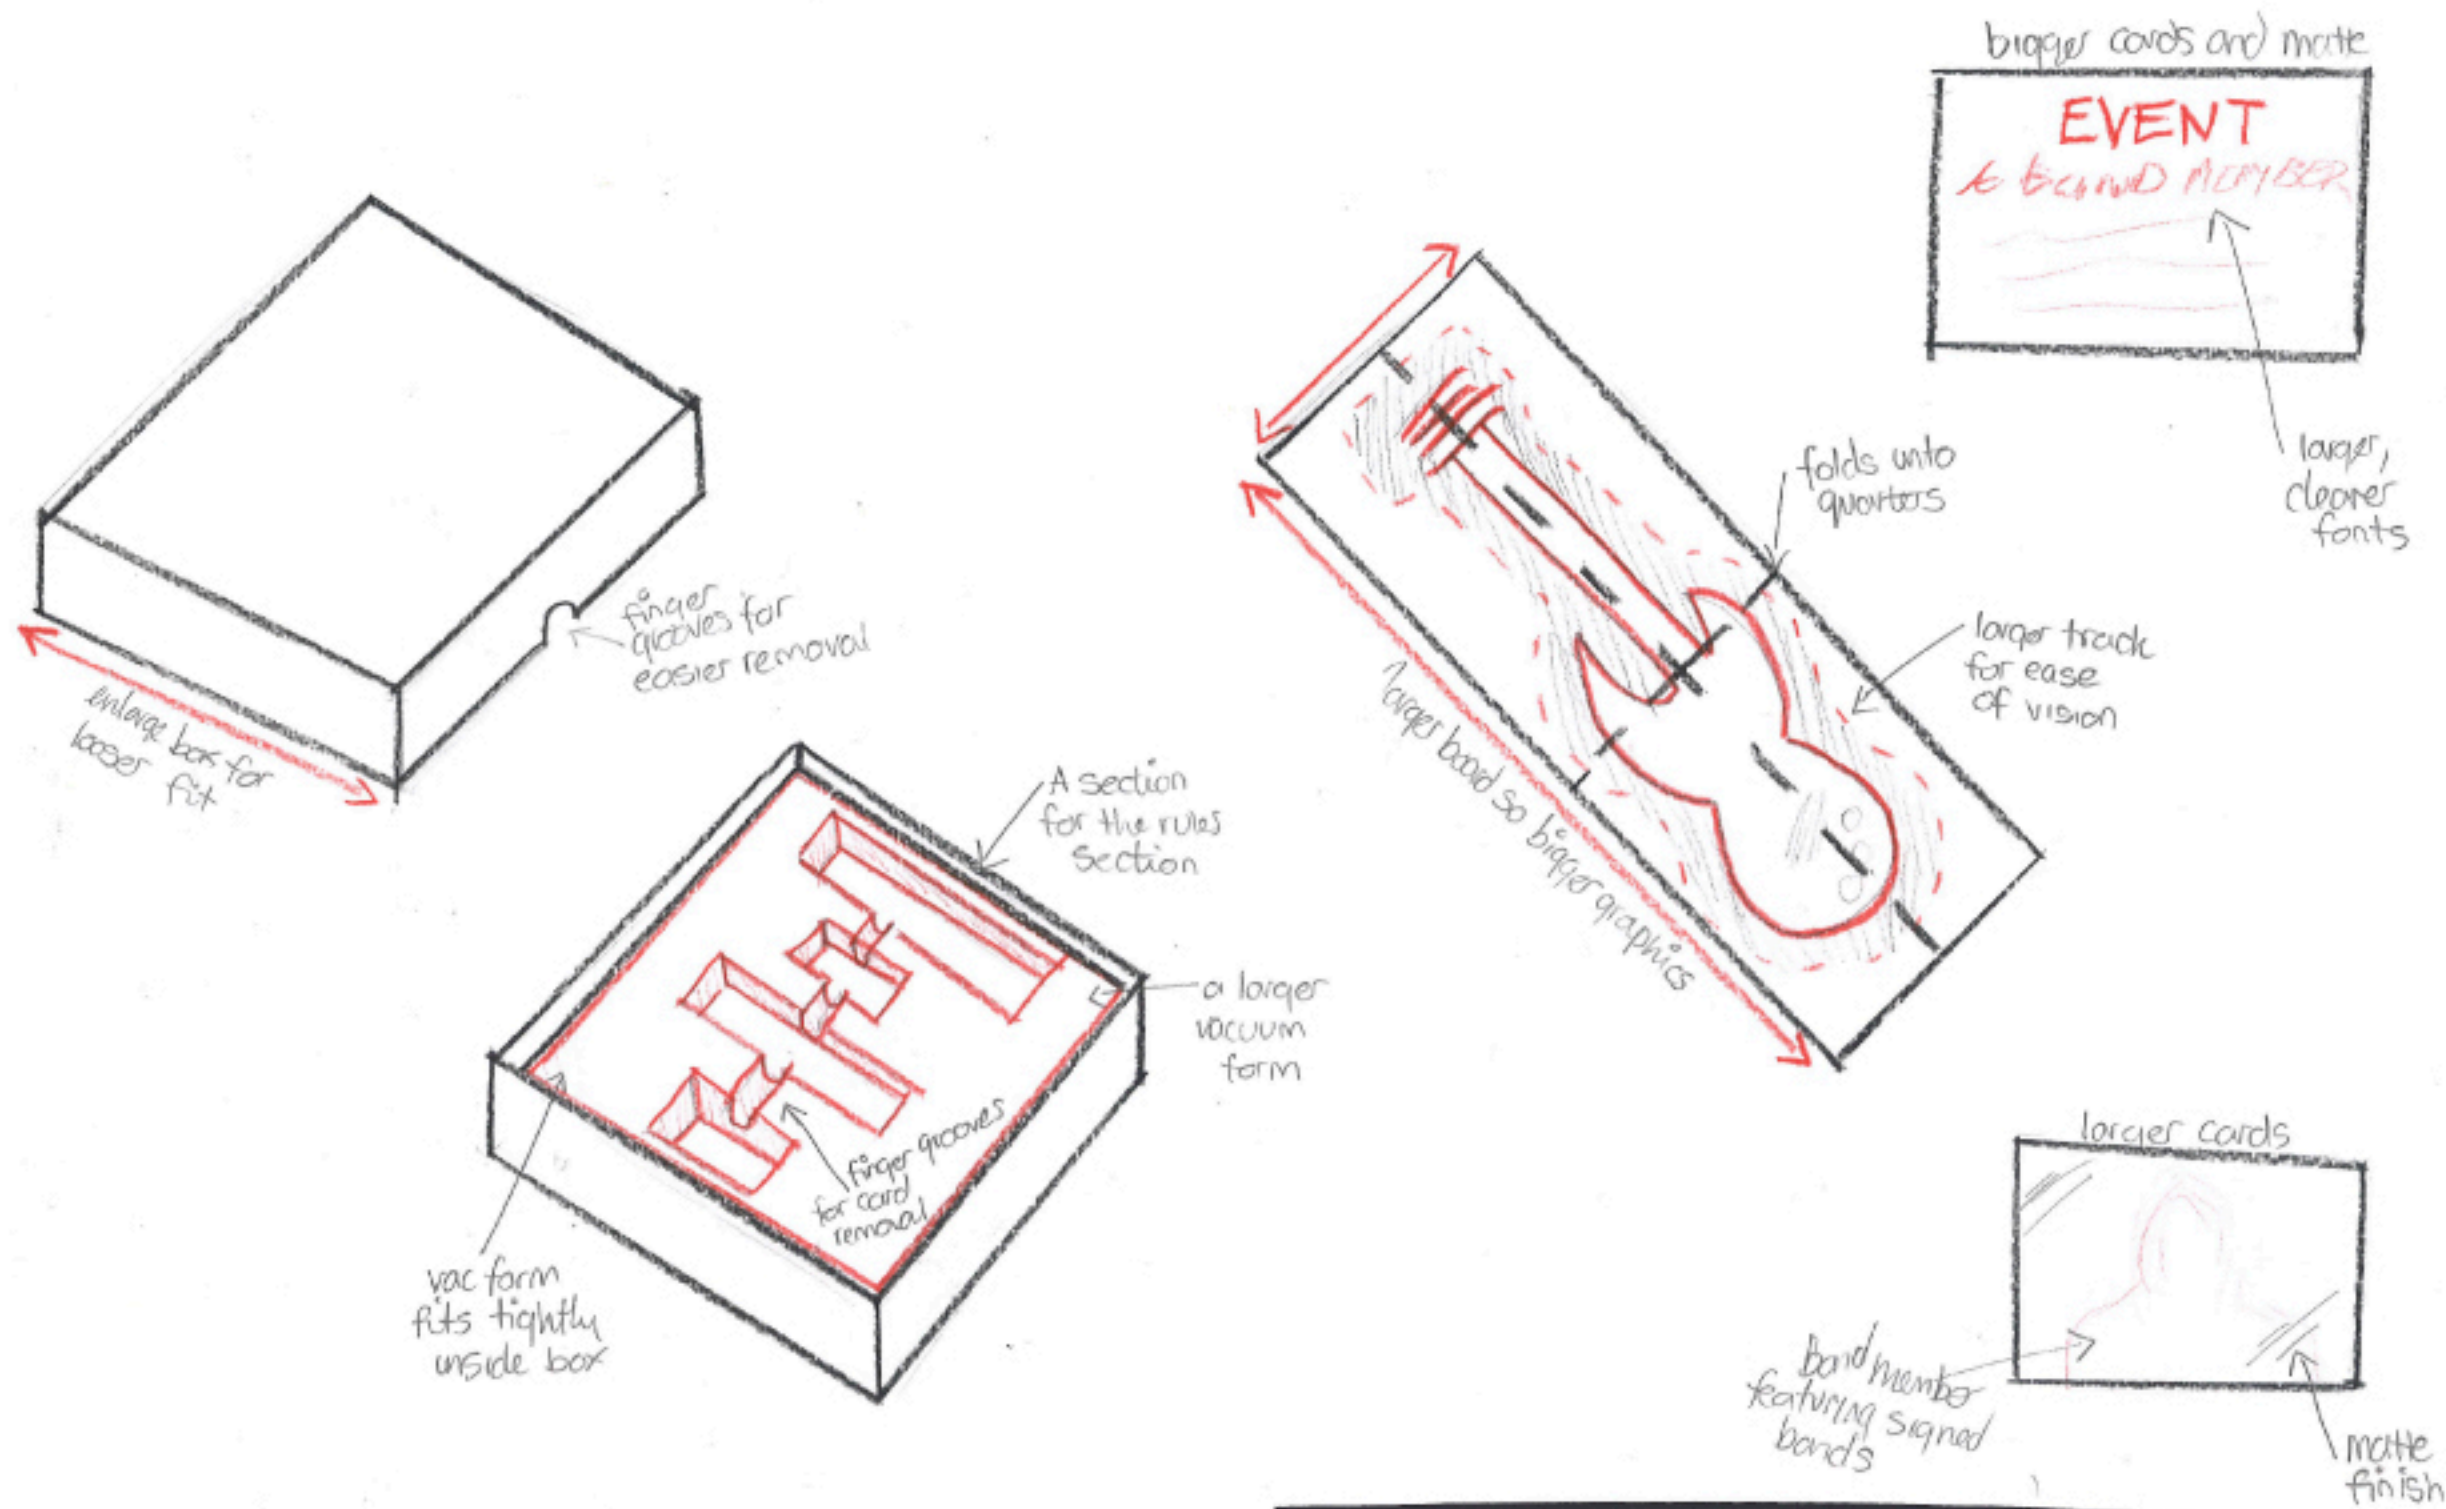 bigger cards and matte
EVENT
MEMBER
larger,
clearer
fonts
folds into
quarters
larger track
for ease
of vision
larger board so bigger graphics
finger
grooves for
easier removal
enlarge box for
looser fit
A section
for the rules
section
a larger
vacuum
form
finger grooves
for card
removal
vac form
fits tightly
inside box
larger cards
Band member
featuring signed
bands
matte
finish